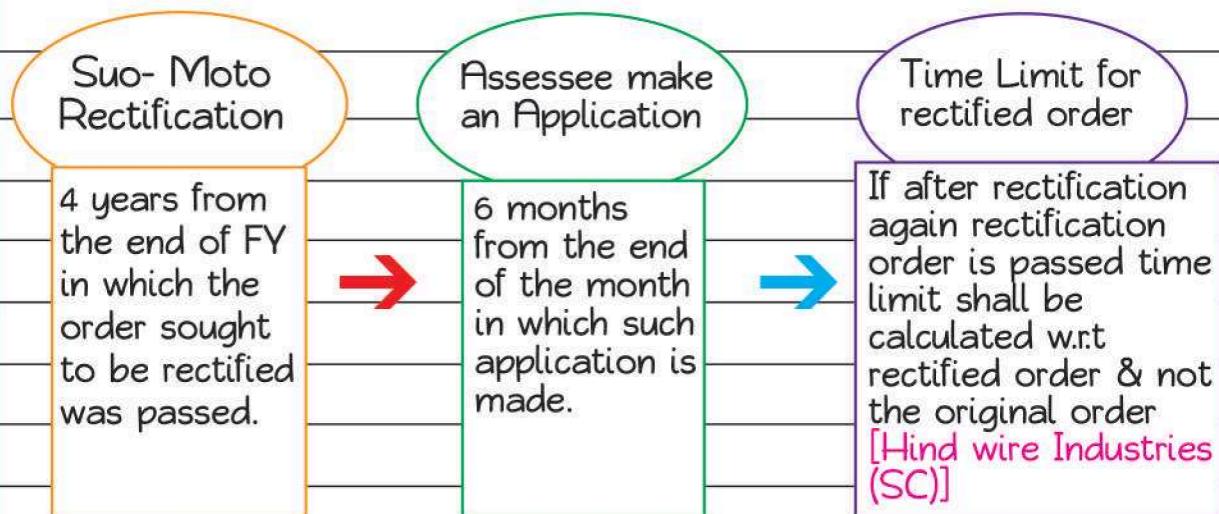 Suo- Moto
Rectification
4 years from
the end of FY
in which the
order sought
to be rectified
was passed.
Assessee make
an Application
6 months
from the end
of the month
in which such
application is
made.
Time Limit for
rectified order
If after rectification
again rectification
order is passed time
limit shall be
calculated w.r.t
rectified order & not
the original order
[Hind wire Industries
(SC)]